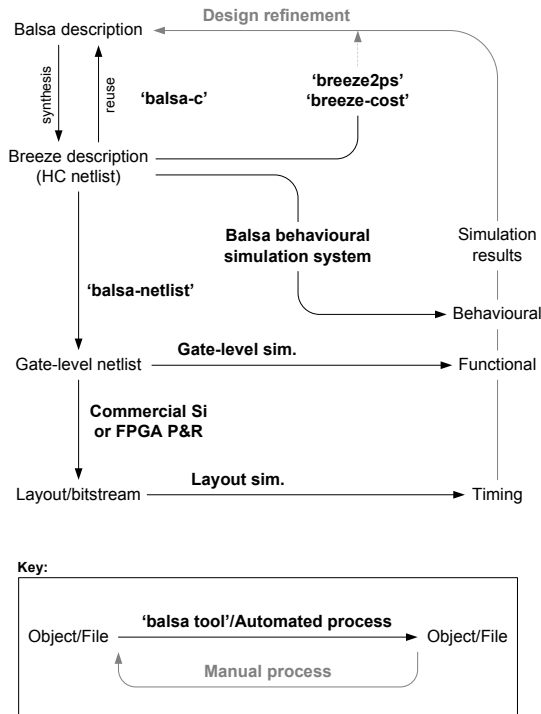 Design refinement
Balsa description
synthesis
reuse
‘balsa-c’
‘breeze2ps’
‘breeze-cost’
Breeze description
(HC netlist)
Balsa behavioural
simulation system
Simulation
results
‘balsa-netlist’
Behavioural
Gate-level sim.
Gate-level netlist
Functional
Commercial Si
or FPGA P&R
Layout sim.
Layout/bitstream
Timing
Key:
‘balsa tool’/Automated process
Object/File
Object/File
Manual process